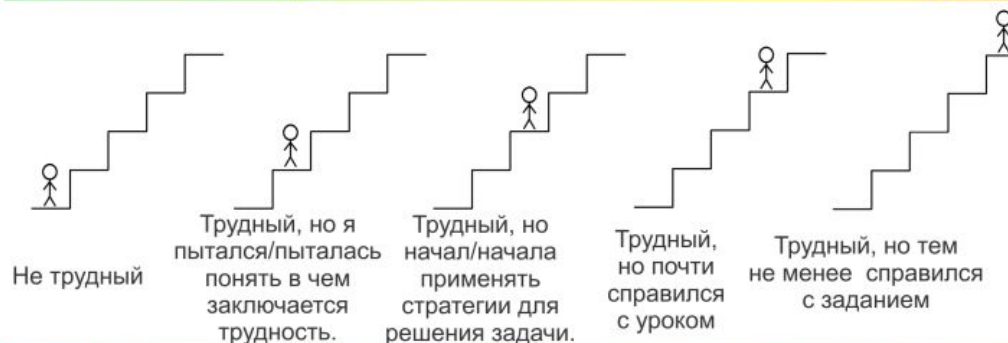 Не трудный
Трудный, но я
пытался/пыталась
понять в чем
заключается
трудность.
Трудный, но
начал/начала
применять
стратегии для
решения задачи.
Трудный,
но почти
справился
с уроком
Трудный, но тем
не менее справился
с заданием